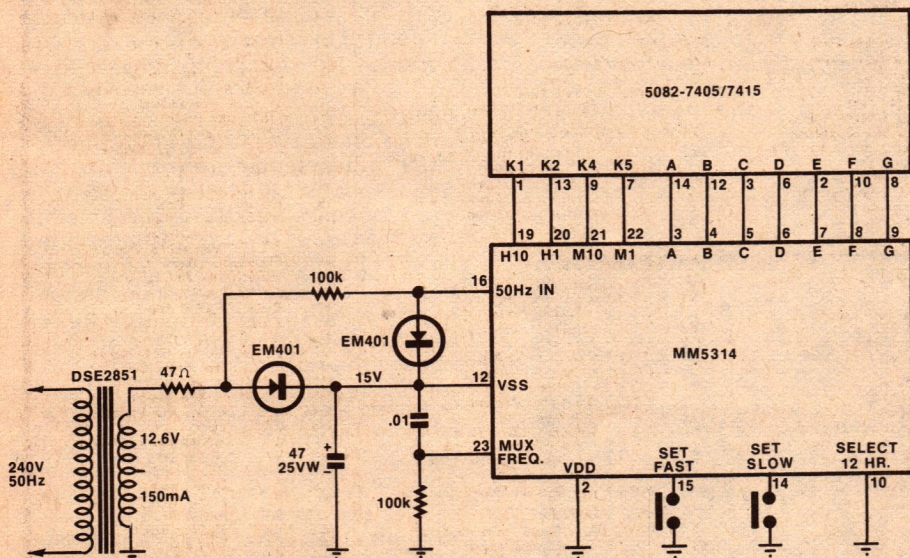 5082-7405/7415
K1 K2 K4 K5 A B C D E F G
1 13 9 7 14 12 3 6 2 10 8
19 20 21 22 3 4 5 6 7 8 9
H10 H1 M10 M1 A B C D E F G
100k
16
50Hz IN
EM401
EM401
MM5314
DSE2851
47Ω
15V
12
VSS
.01
12.6V
47
25VW
+
−
23
MUX
FREQ.
240V
50Hz
150mA
100k
VDD
2
SET
FAST
15
SET
SLOW
14
SELECT
12 HR.
10